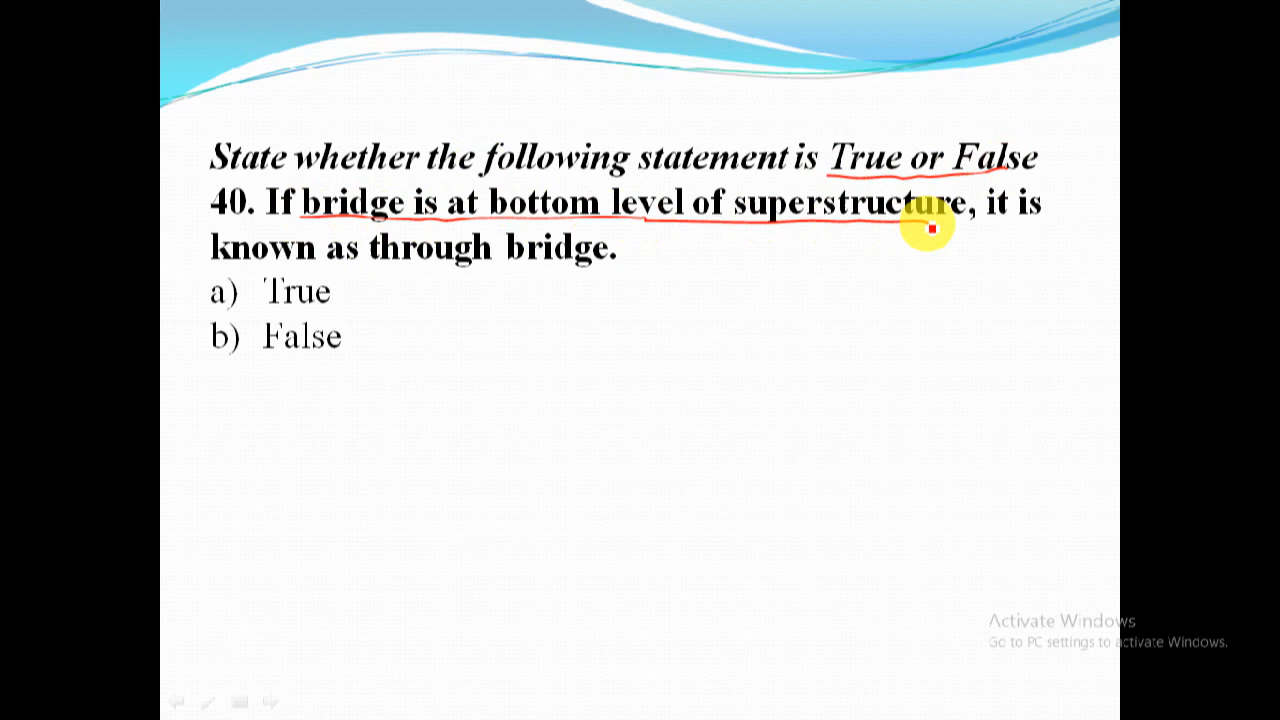 State whether the following statement is True or False
40. If bridge is at bottom level of superstructure, it is
known as through bridge.
a) True
b) False
Activate Windows
Go to PC settings to activate Windows.